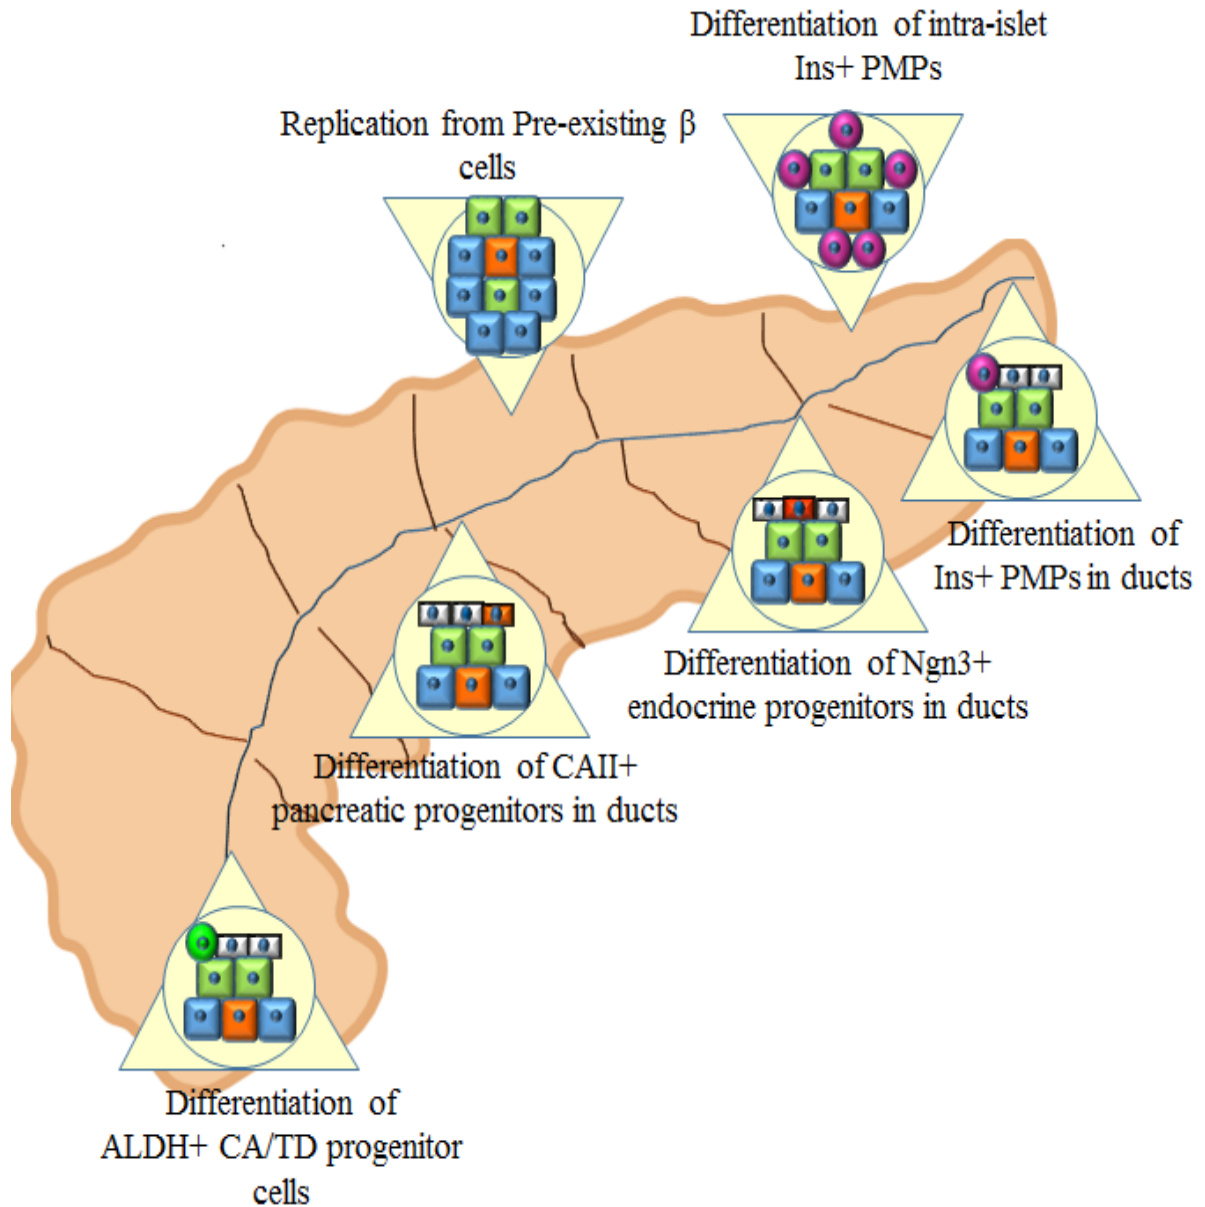 Differentiation of intra-islet
Ins+ PMPs
Replication from Pre-existing β
cells
Differentiation of
Ins+ PMPs in ducts
Differentiation of Ngn3+
endocrine progenitors in ducts
Differentiation of CAII+
pancreatic progenitors in ducts
Differentiation of
ALDH+ CA/TD progenitor
cells